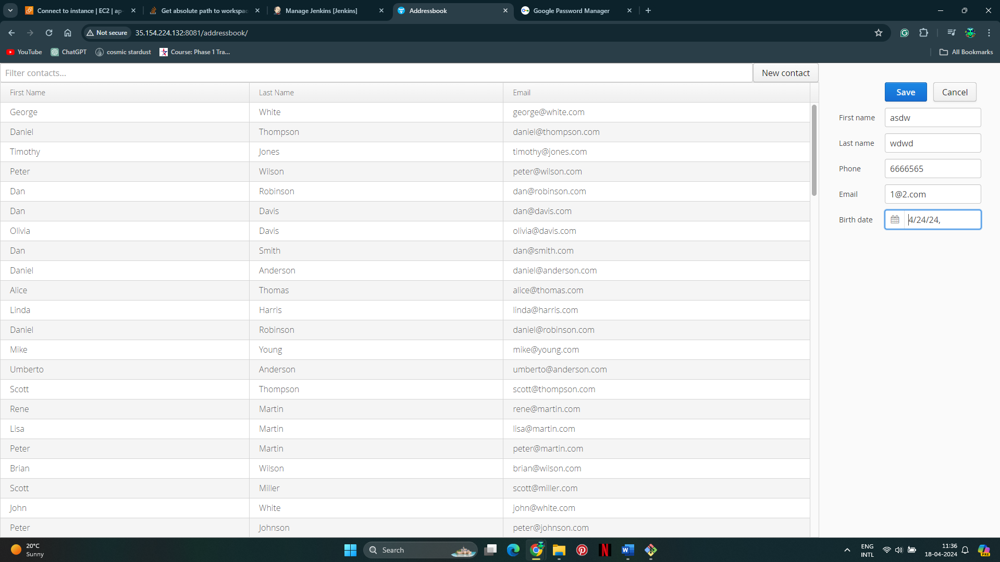 Connect to instance | EC2 | ap-
Get absolute path to workspac
Manage Jenkins [Jenkins]
Addressbook
Google Password Manager
Not secure
35.154.224.132:8081/addressbook/
YouTube
ChatGPT
cosmic stardust
Course: Phase 1 Tra...
All Bookmarks
Filter contacts...
New contact
First Name Last Name Email
George White george@white.com
Daniel Thompson daniel@thompson.com
Timothy Jones timothy@jones.com
Peter Wilson peter@wilson.com
Dan Robinson dan@robinson.com
Dan Davis dan@davis.com
Olivia Davis olivia@davis.com
Dan Smith dan@smith.com
Daniel Anderson daniel@anderson.com
Alice Thomas alice@thomas.com
Linda Harris linda@harris.com
Daniel Robinson daniel@robinson.com
Mike Young mike@young.com
Umberto Anderson umberto@anderson.com
Scott Thompson scott@thompson.com
Rene Martin rene@martin.com
Lisa Martin lisa@martin.com
Peter Martin peter@martin.com
Brian Wilson brian@wilson.com
Scott Miller scott@miller.com
John White john@white.com
Peter Johnson peter@johnson.com
Save Cancel
First name asdw
Last name wdwd
Phone 6666565
Email 1@2.com
Birth date 4/24/24,
20°C
Sunny
Search
ENG
INTL
11:36
18-04-2024
PRE